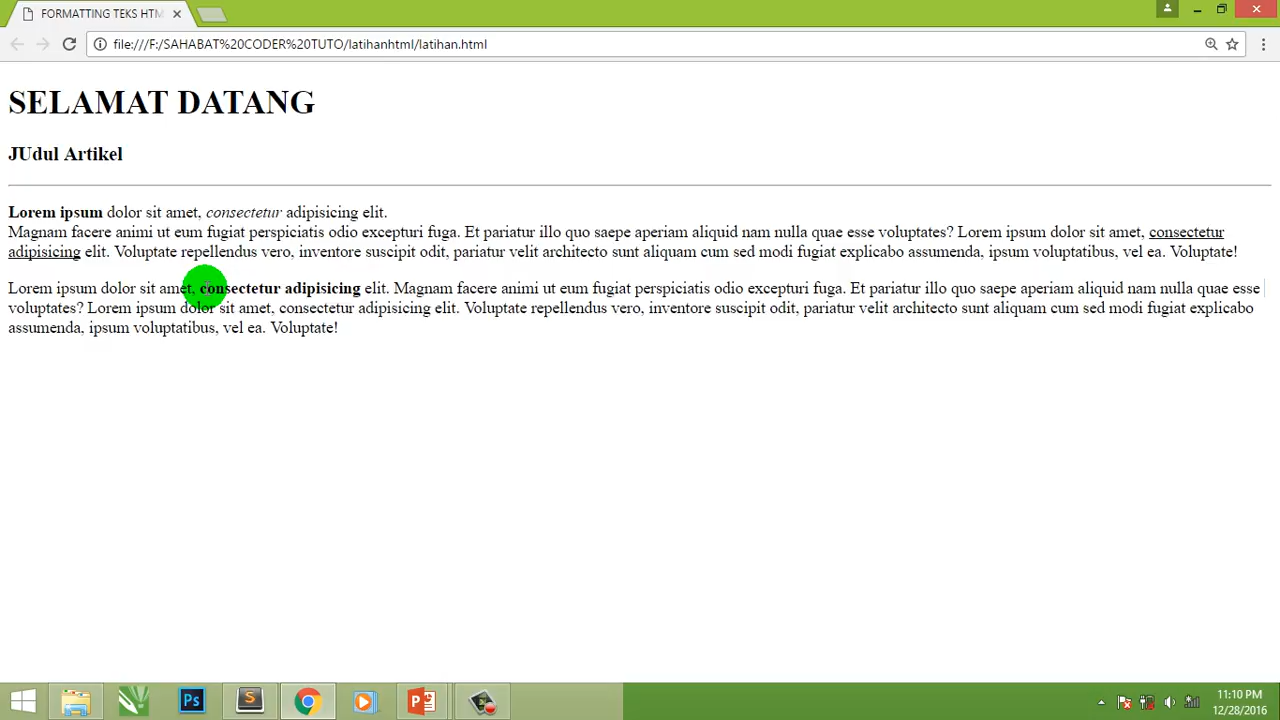 FORMATTING TEKS HTM
file:///F:/SAHABAT%20CODER%20TUTO/latihanhtml/latihan.html
SELAMAT DATANG
JUdul Artikel
Lorem ipsum dolor sit amet, consectetur adipisicing elit.
Magnam facere animi ut eum fugiat perspiciatis odio excepturi fuga. Et pariatur illo quo saepe aperiam aliquid nam nulla quae esse voluptates? Lorem ipsum dolor sit amet, consectetur
adipisicing elit. Voluptate repellendus vero, inventore suscipit odit, pariatur velit architecto sunt aliquam cum sed modi fugiat explicabo assumenda, ipsum voluptatibus, vel ea. Voluptate!
Lorem ipsum dolor sit amet, consectetur adipisicing elit. Magnam facere animi ut eum fugiat perspiciatis odio excepturi fuga. Et pariatur illo quo saepe aperiam aliquid nam nulla quae esse
voluptates? Lorem ipsum dolor sit amet, consectetur adipisicing elit. Voluptate repellendus vero, inventore suscipit odit, pariatur velit architecto sunt aliquam cum sed modi fugiat explicabo
assumenda, ipsum voluptatibus, vel ea. Voluptate!
Ps
S
P
11:10 PM
12/28/2016